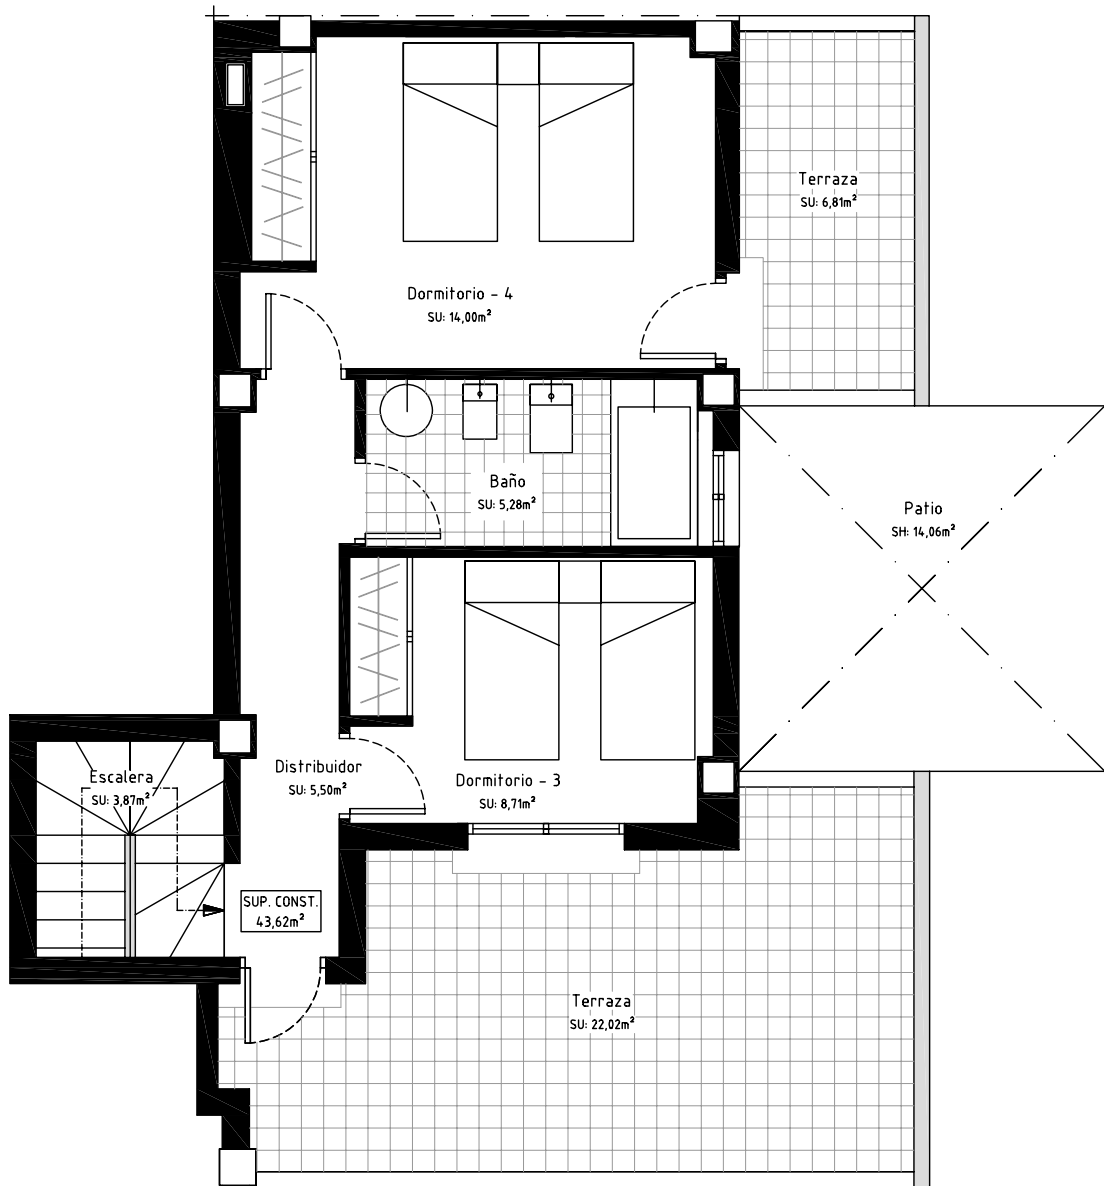 Terraza
SU: 6,81m²
Dormitorio - 4
SU: 14,00m²
Baño
SU: 5,28m²
Patio
SH: 14,06m²
Distribuidor
SU: 5,50m²
Dormitorio - 3
SU: 8,71m²
Escalera
SU: 3,87m²
SUP. CONST.
43,62m²
Terraza
SU: 22,02m²